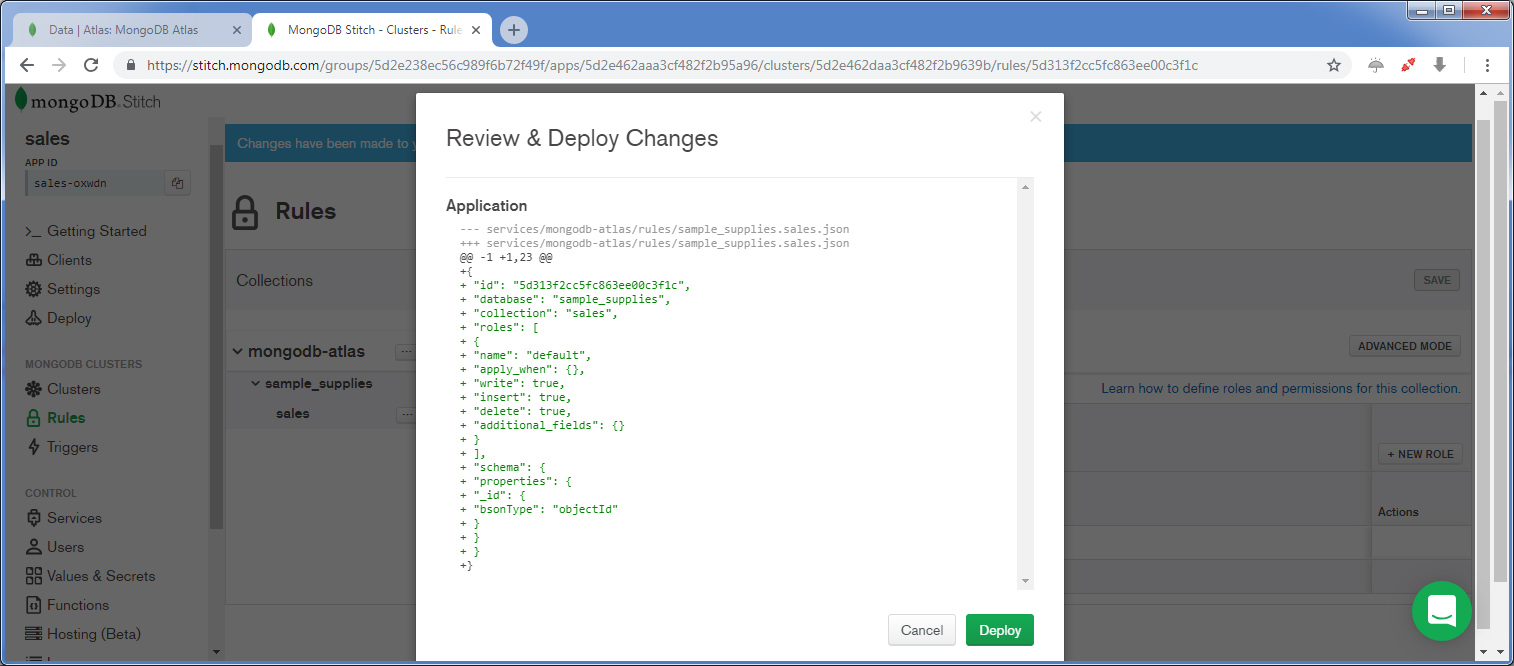 Data | Atlas: MongoDB Atlas
MongoDB Stitch - Clusters - Rule
https://stitch.mongodb.com/groups/5d2e238ec56c989f6b72f49f/apps/5d2e462aaa3cf482f2b95a96/clusters/5d2e462daa3cf482f2b9639b/rules/5d313f2cc5fc863ee00c3f1c
mongoDB. Stitch
sales
APP ID
sales-oxwdn
>_ Getting Started
Clients
Settings
Deploy
MONGODB CLUSTERS
Clusters
Rules
Triggers
CONTROL
Services
Users
Values & Secrets
Functions
Hosting (Beta)
Changes have been made to y
Rules
Collections
SAVE
mongodb-atlas
...
ADVANCED MODE
sample_supplies
Learn how to define roles and permissions for this collection.
sales
...
+ NEW ROLE
Actions
Review & Deploy Changes
Application
--- services/mongodb-atlas/rules/sample_supplies.sales.json
+++ services/mongodb-atlas/rules/sample_supplies.sales.json
@@ -1 +1,23 @@
+{
+ "id": "5d313f2cc5fc863ee00c3f1c",
+ "database": "sample_supplies",
+ "collection": "sales",
+ "roles": [
+ {
+ "name": "default",
+ "apply_when": {},
+ "write": true,
+ "insert": true,
+ "delete": true,
+ "additional_fields": {}
+ }
+ ],
+ "schema": {
+ "properties": {
+ "_id": {
+ "bsonType": "objectId"
+ }
+ }
+ }
+}
Cancel
Deploy